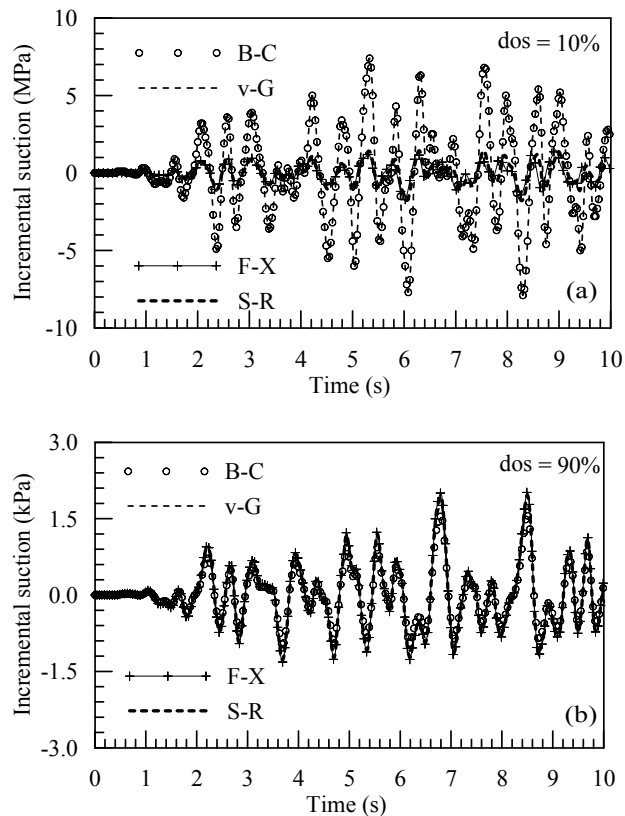 10
B-C
dos = 10%
v-G
5
Incremental suction (MPa)
0
-5
F-X
S-R
(a)
-10
0 1 2 3 4 5 6 7 8 9 10
Time (s)
3.0
B-C
dos = 90%
v-G
1.5
Incremental suction (kPa)
0.0
-1.5
F-X
S-R
(b)
-3.0
0 1 2 3 4 5 6 7 8 9 10
Time (s)